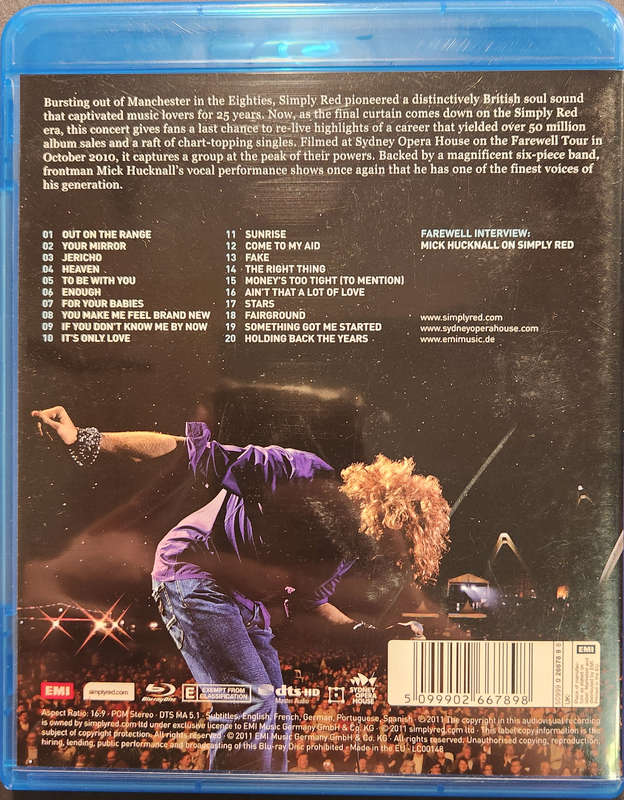 Bursting out of Manchester in the Eighties, Simply Red pioneered a distinctively British soul sound
that captivated music lovers for 25 years. Now, as the final curtain comes down on the Simply Red
era, this concert gives fans a last chance to re-live highlights of a career that yielded over 50 million
album sales and a raft of chart-topping singles. Filmed at Sydney Opera House on the Farewell Tour in
October 2010, it captures a group at the peak of their powers. Backed by a magnificent six-piece band,
frontman Mick Hucknall's vocal performance shows once again that he has one of the finest voices of
his generation.
01 OUT ON THE RANGE
02 YOUR MIRROR
03 JERICHO
04 HEAVEN
05 TO BE WITH YOU
06 ENOUGH
07 FOR YOUR BABIES
08 YOU MAKE ME FEEL BRAND NEW
09 IF YOU DON'T KNOW ME BY NOW
10 IT'S ONLY LOVE
11 SUNRISE
12 COME TO MY AID
13 FAKE
14 THE RIGHT THING
15 MONEY'S TOO TIGHT (TO MENTION)
16 AIN'T THAT A LOT OF LOVE
17 STARS
18 FAIRGROUND
19 SOMETHING GOT ME STARTED
20 HOLDING BACK THE YEARS
FAREWELL INTERVIEW:
MICK HUCKNALL ON SIMPLY RED
www.simplyred.com
www.sydneyoperahouse.com
www.emimusic.de
EMI
simplyred.com
Blu-ray Disc
E EXEMPT FROM CLASSIFICATION
dts-HD Master Audio
SYDNEY OPERA HOUSE
5 099902 667898
EMI
UK
Aspect Ratio: 16:9 · PCM Stereo · DTS MA 5.1 · Subtitles: English, French, German, Portuguese, Spanish · ℗ 2011 The copyright in this audiovisual recording
is owned by simplyred.com ltd under exclusive licence to EMI Music Germany GmbH & Co. KG · © 2011 simplyred.com ltd · This label copy information is the
subject of copyright protection. All rights reserved · © 2011 EMI Music Germany GmbH & Co. KG · All Rights Reserved. Unauthorised copying, reproduction,
hiring, lending, public performance and broadcasting of this Blu-Ray Disc prohibited · Made in the EU · LC00148